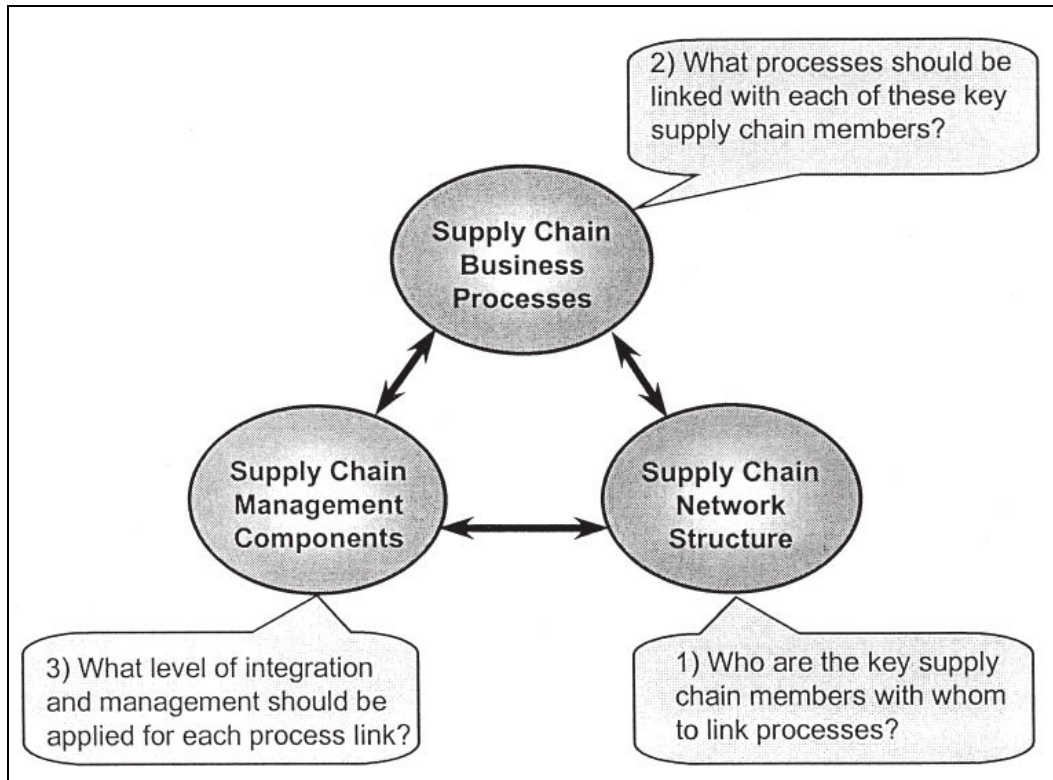 2) What processes should be
linked with each of these key
supply chain members?
Supply Chain
Business
Processes
Supply Chain
Management
Components
Supply Chain
Network
Structure
3) What level of integration
and management should be
applied for each process link?
1) Who are the key supply
chain members with whom
to link processes?